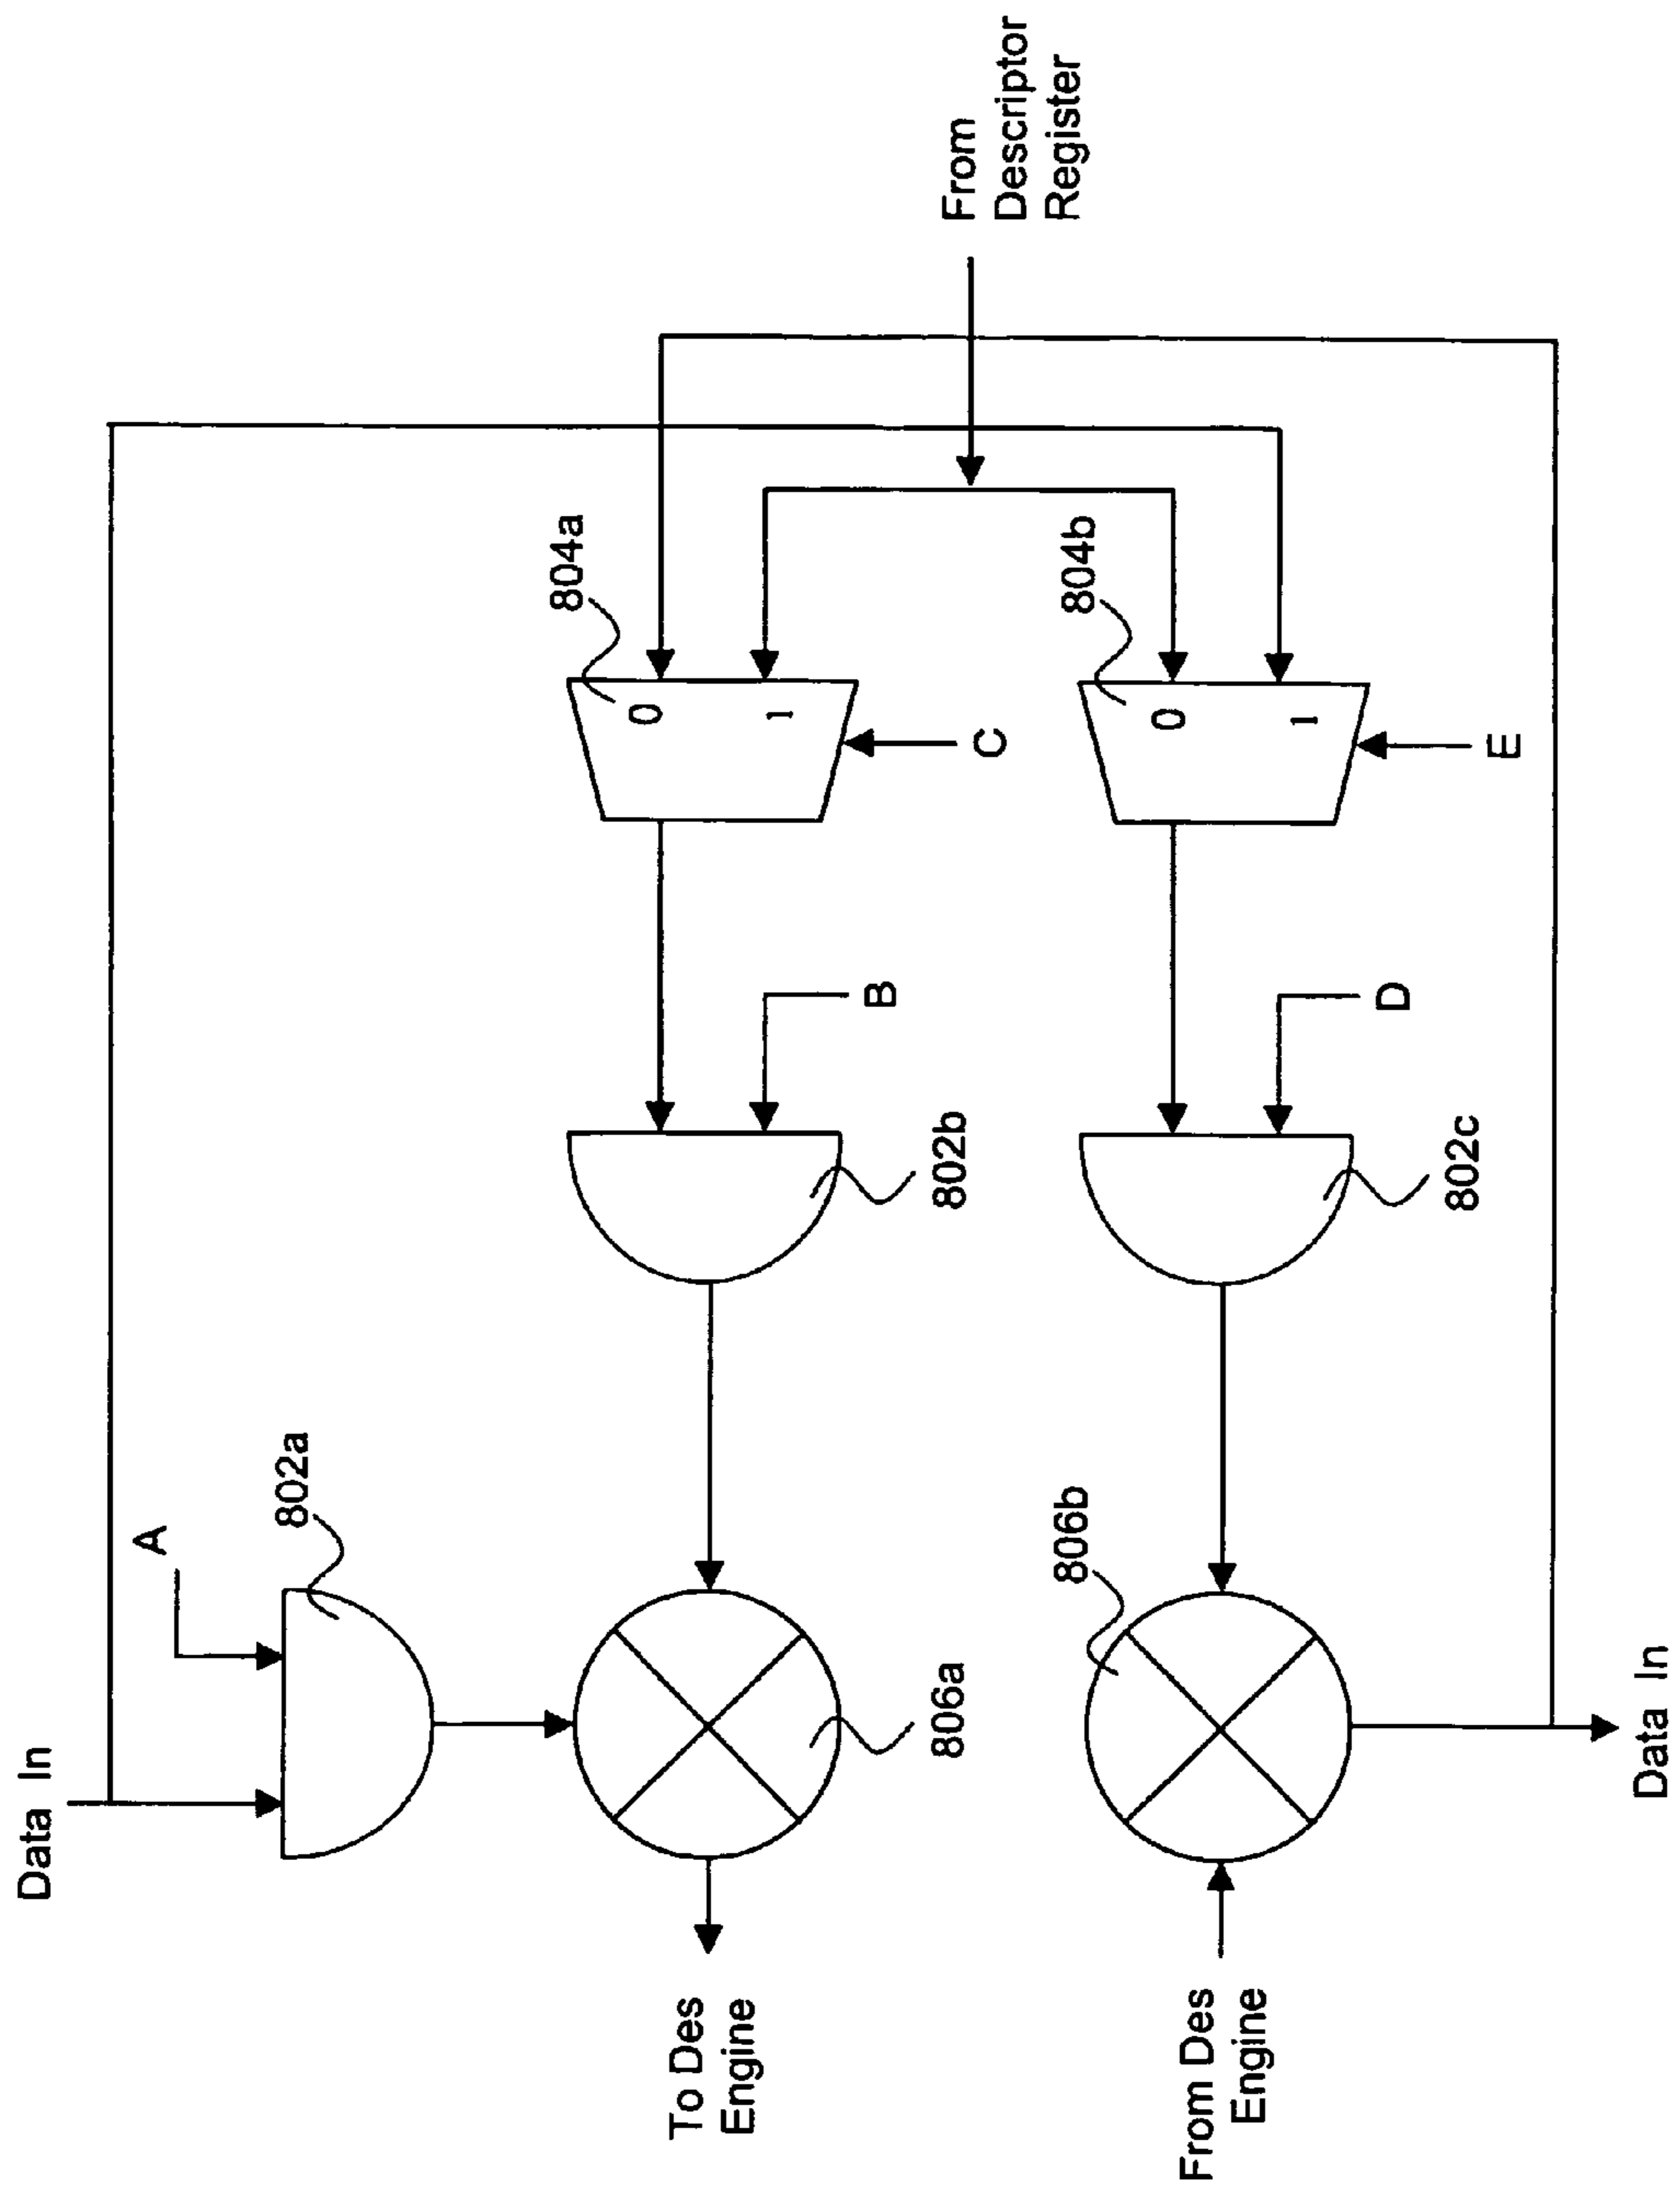 Data In
A
802a
802b
B
804a
0
1
C
From
Descriptor
Register
806a
To Des
Engine
806b
From Des
Engine
802c
D
804b
0
1
E
Data In